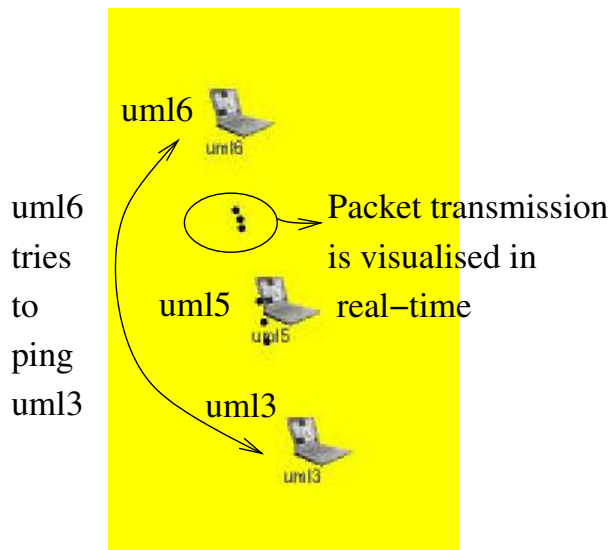 uml6
uml6
uml6
tries
to
ping
uml3
Packet transmission
is visualised in
real−time
uml5
uml5
uml3
uml3